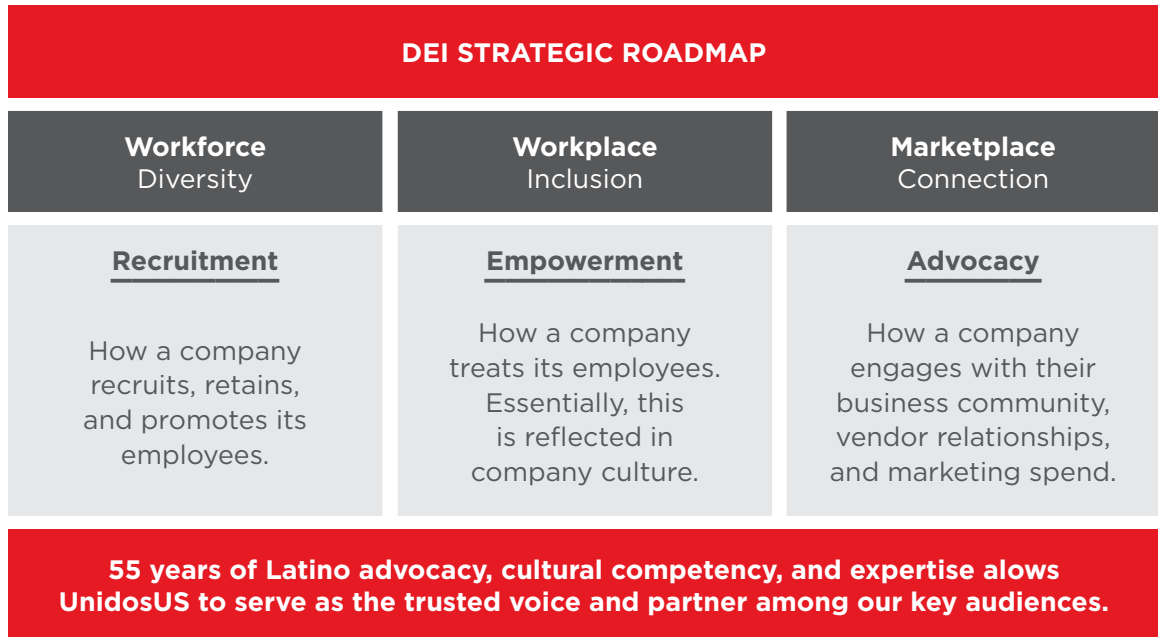 DEI STRATEGIC ROADMAP
Workforce
Diversity
Workplace
Inclusion
Marketplace
Connection
Recruitment
How a company
recruits, retains,
and promotes its
employees.
Empowerment
How a company
treats its employees.
Essentially, this
is reflected in
company culture.
Advocacy
How a company
engages with their
business community,
vendor relationships,
and marketing spend.
55 years of Latino advocacy, cultural competency, and expertise alows
UnidosUS to serve as the trusted voice and partner among our key audiences.